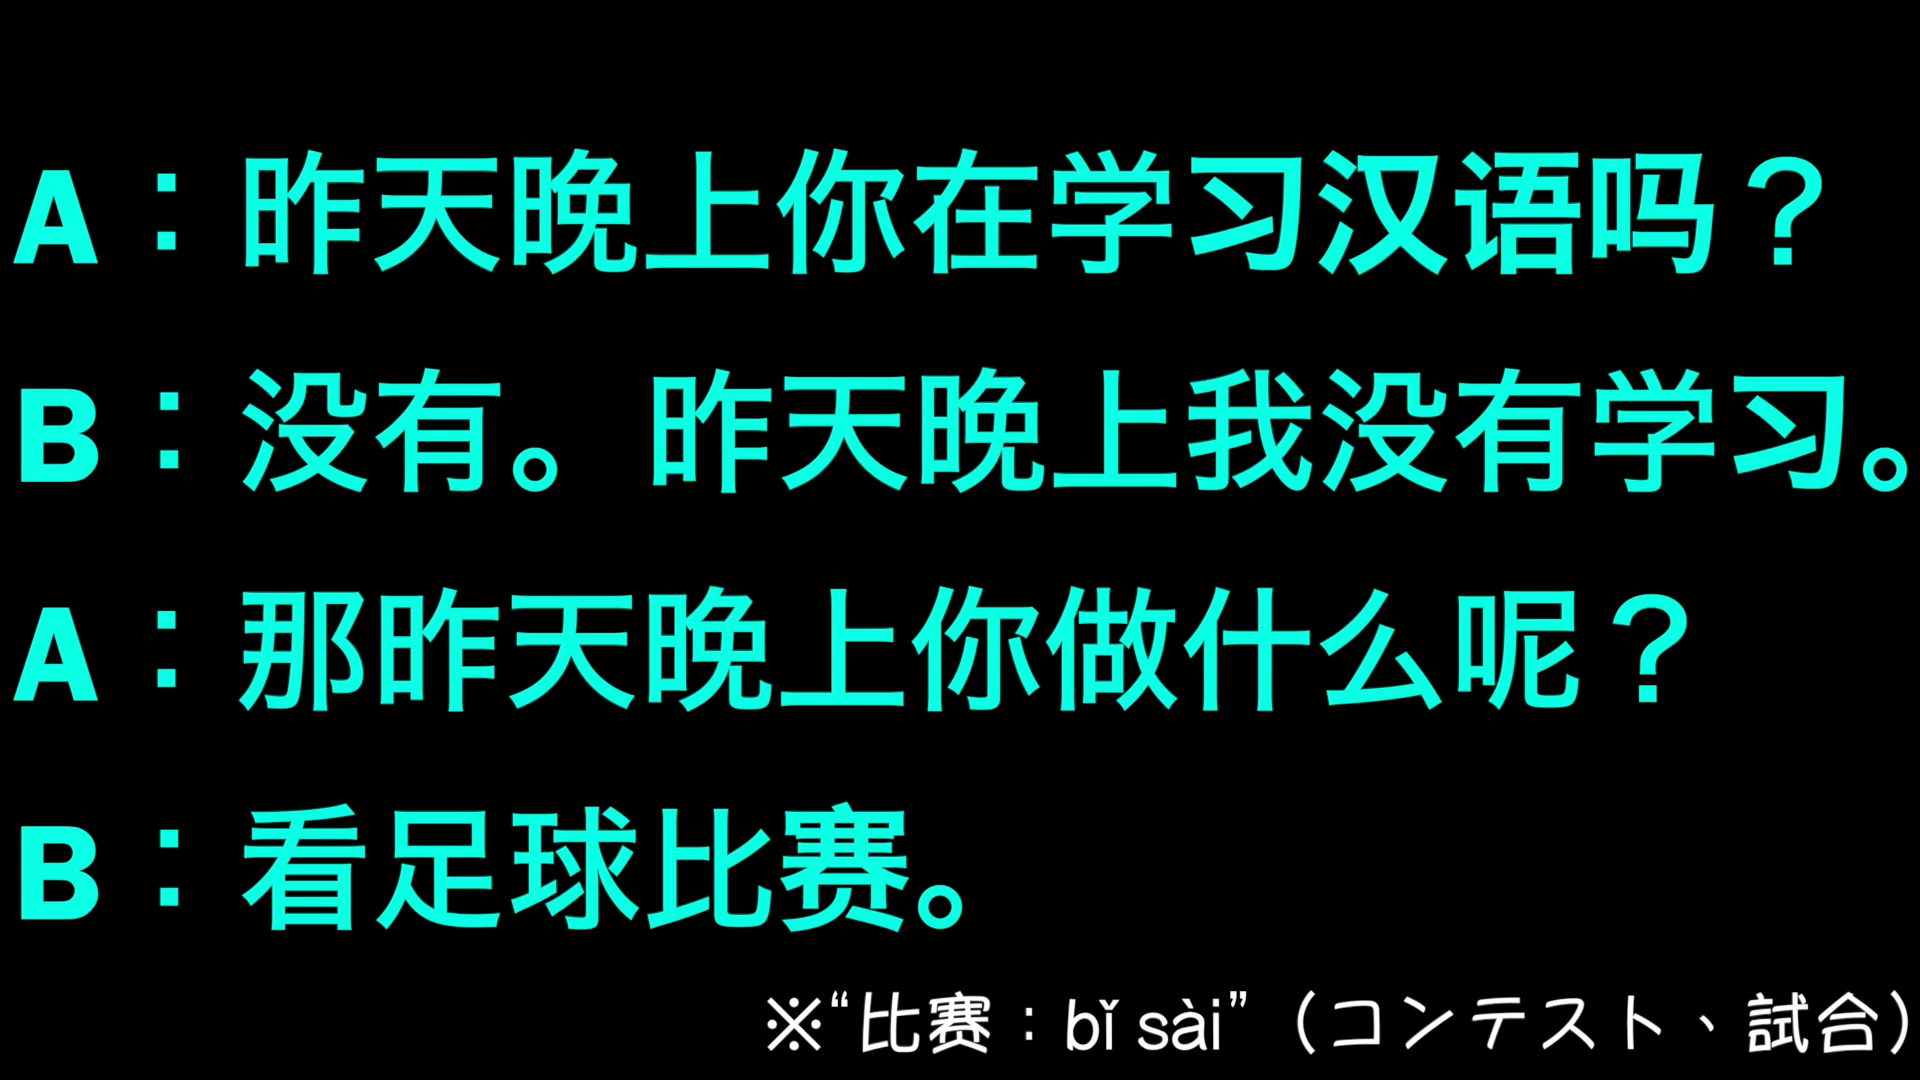 A：昨天晚上你在学习汉语吗？
B：没有。昨天晚上我没有学习。
A：那昨天晚上你做什么呢？
B：看足球比赛。
※“比赛：bǐ sài”（コンテスト、試合）